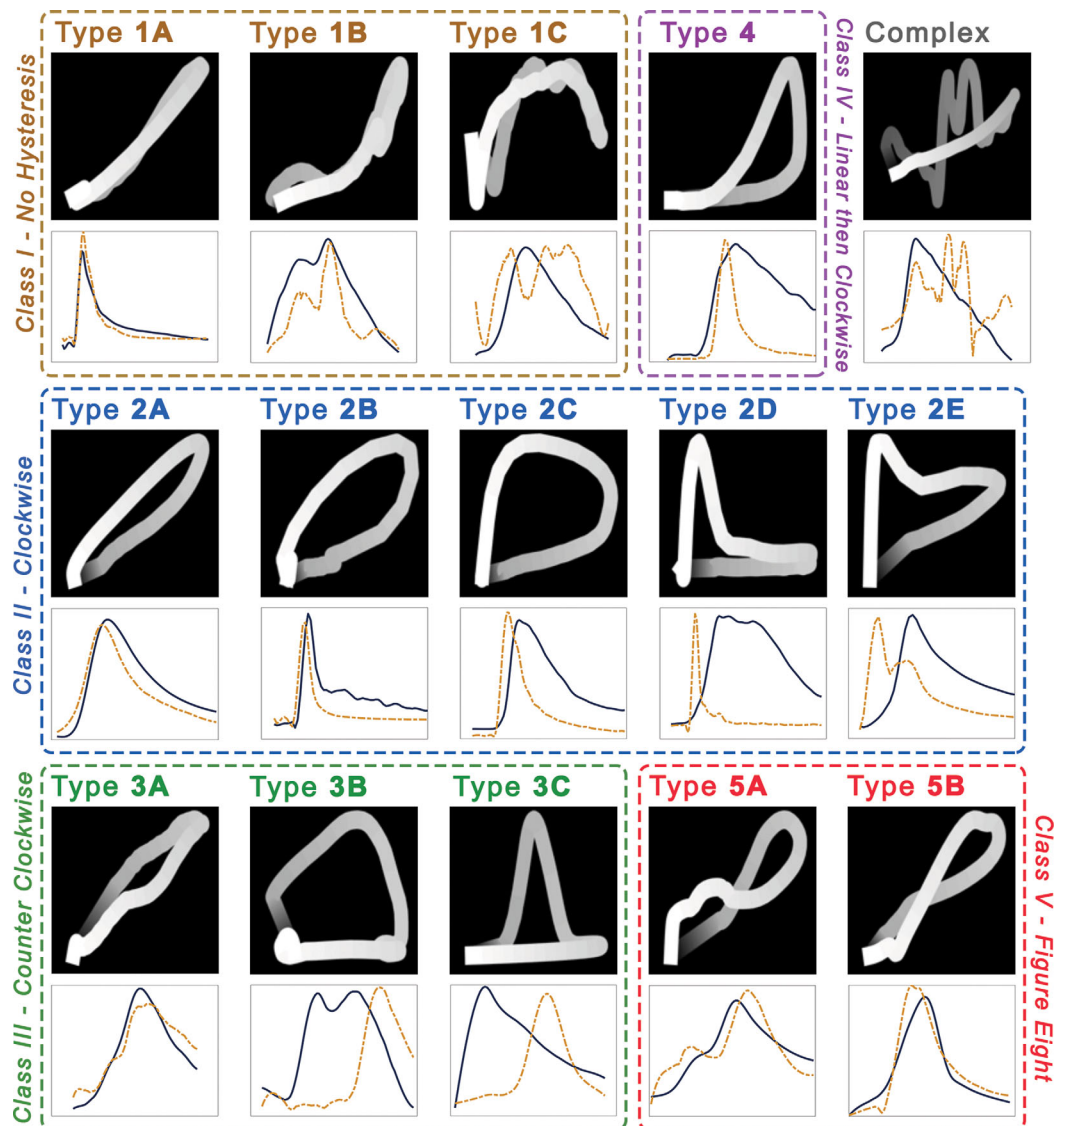 Type 1A
Type 1B
Type 1C
Type 4
Complex
Class I - No Hysteresis
Class IV - Linear then Clockwise
Type 2A
Type 2B
Type 2C
Type 2D
Type 2E
Class II - Clockwise
Type 3A
Type 3B
Type 3C
Type 5A
Type 5B
Class III - Counter Clockwise
Class V - Figure Eight